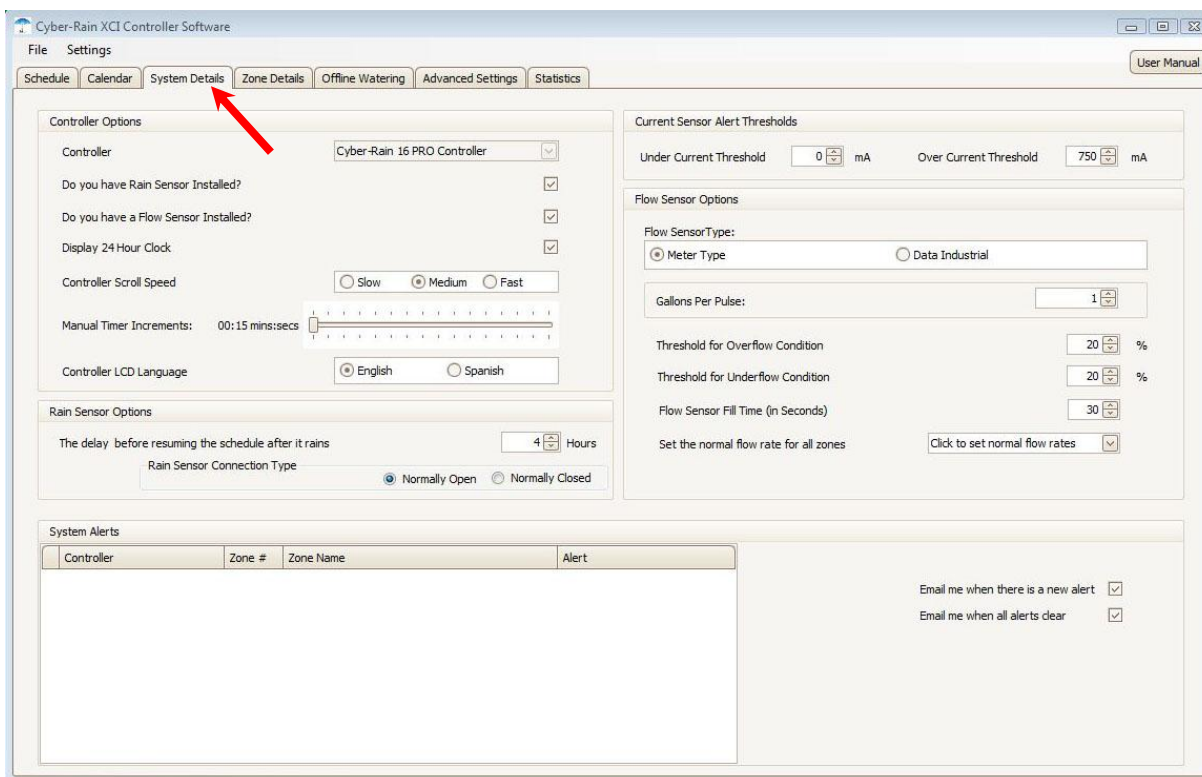 Cyber-Rain XCI Controller Software
File Settings
User Manual
Schedule Calendar System Details Zone Details Offline Watering Advanced Settings Statistics
Controller Options
Controller Cyber-Rain 16 PRO Controller
Do you have Rain Sensor Installed?
Do you have a Flow Sensor Installed?
Display 24 Hour Clock
Controller Scroll Speed Slow Medium Fast
Manual Timer Increments: 00:15 mins:secs
Controller LCD Language English Spanish
Rain Sensor Options
The delay before resuming the schedule after it rains 4 Hours
Rain Sensor Connection Type
Normally Open Normally Closed
Current Sensor Alert Thresholds
Under Current Threshold 0 mA Over Current Threshold 750 mA
Flow Sensor Options
Flow SensorType:
Meter Type Data Industrial
Gallons Per Pulse: 1
Threshold for Overflow Condition 20 %
Threshold for Underflow Condition 20 %
Flow Sensor Fill Time (in Seconds) 30
Set the normal flow rate for all zones Click to set normal flow rates
System Alerts
Controller Zone # Zone Name Alert
Email me when there is a new alert
Email me when all alerts clear